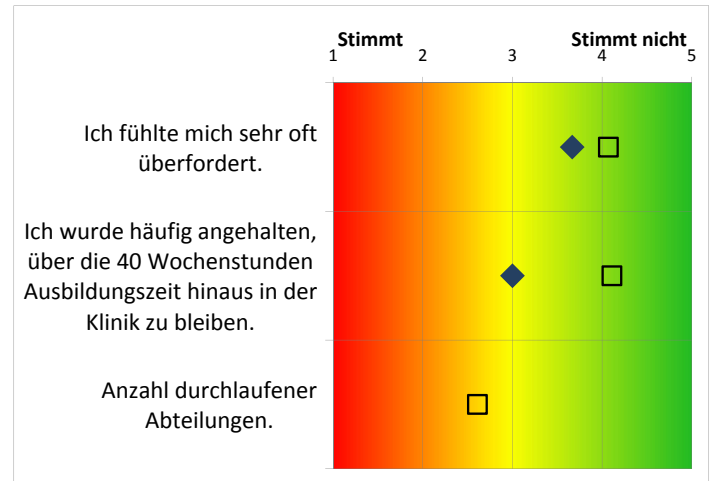 Stimmt Stimmt nicht
1 2 3 4 5
Ich fühlte mich sehr oft
überfordert.
Ich wurde häufig angehalten,
über die 40 Wochenstunden
Ausbildungszeit hinaus in der
Klinik zu bleiben.
Anzahl durchlaufener
Abteilungen.